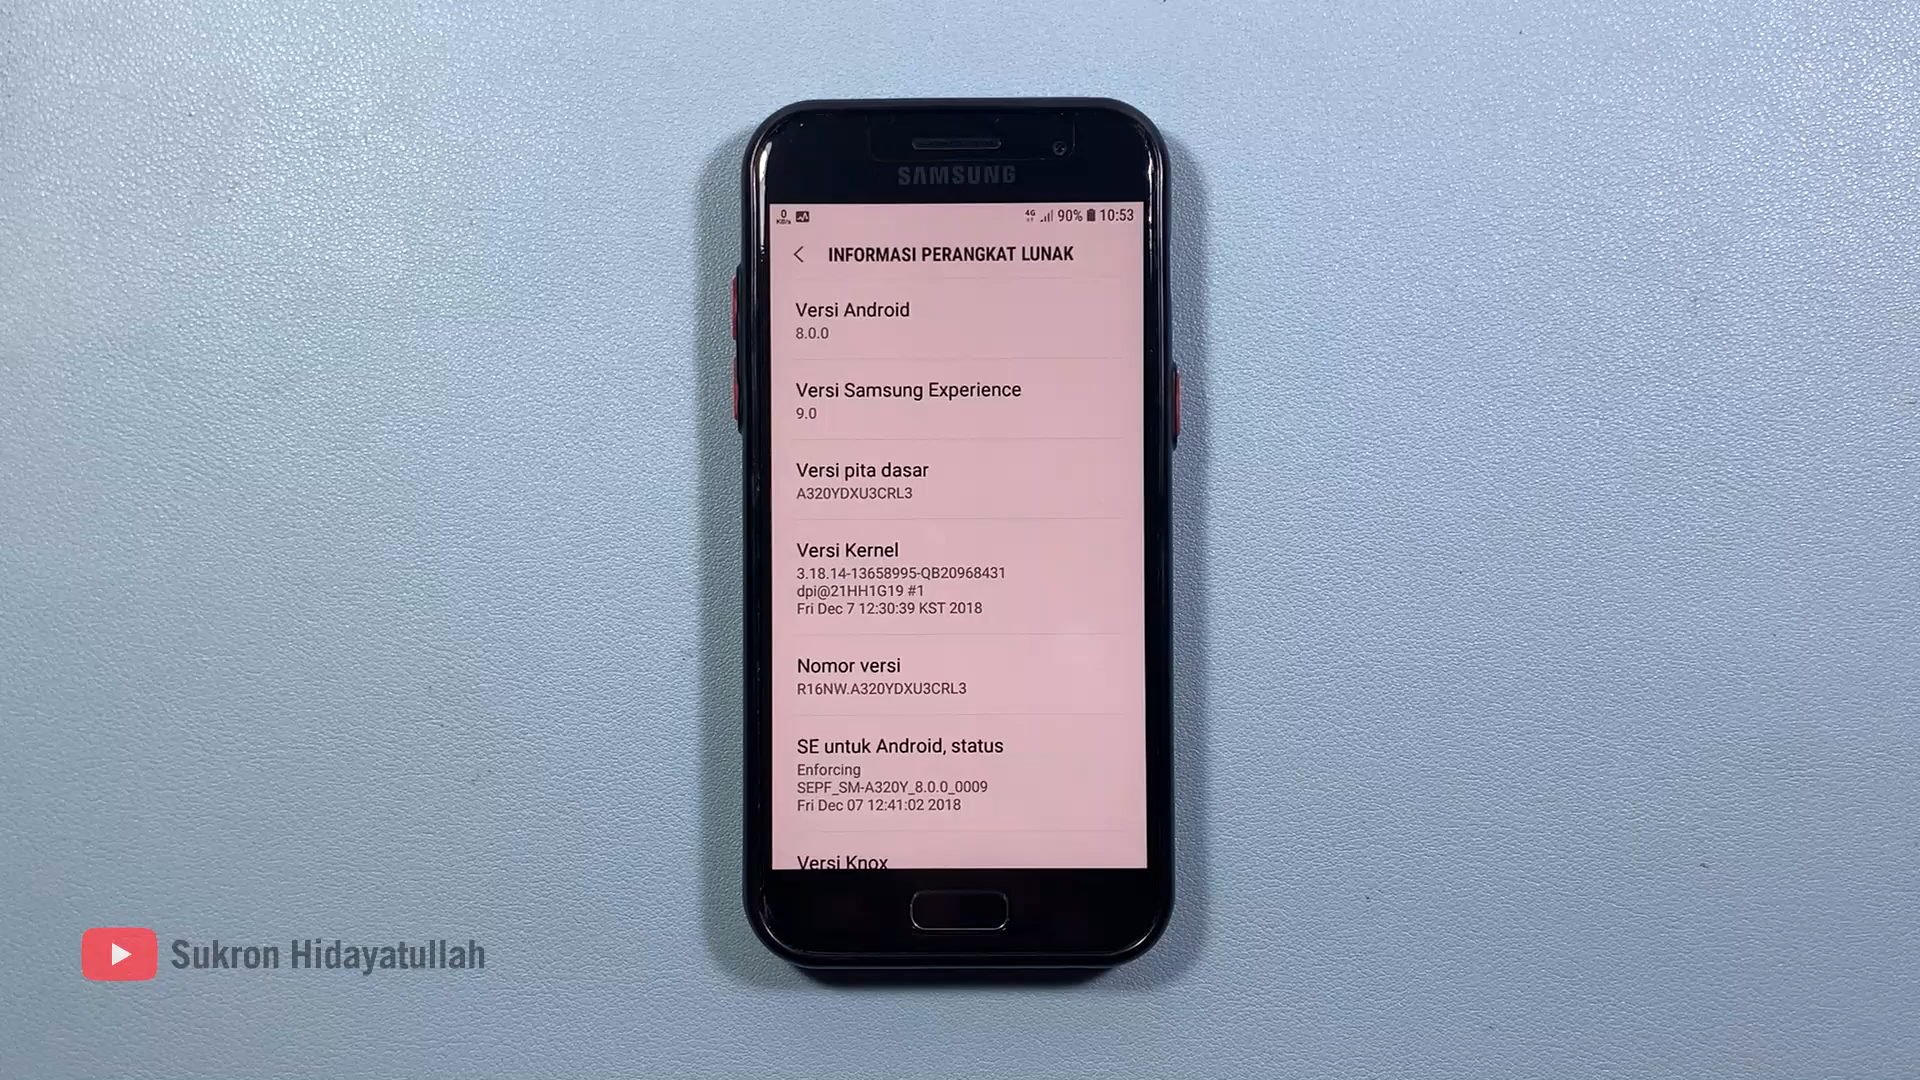 SAMSUNG
0
KB/s
4G
90%
10:53
INFORMASI PERANGKAT LUNAK
Versi Android
8.0.0
Versi Samsung Experience
9.0
Versi pita dasar
A320YDXU3CRL3
Versi Kernel
3.18.14-13658995-QB20968431
dpi@21HH1G19 #1
Fri Dec 7 12:30:39 KST 2018
Nomor versi
R16NW.A320YDXU3CRL3
SE untuk Android, status
Enforcing
SEPF_SM-A320Y_8.0.0_0009
Fri Dec 07 12:41:02 2018
Versi Knox
Sukron Hidayatullah